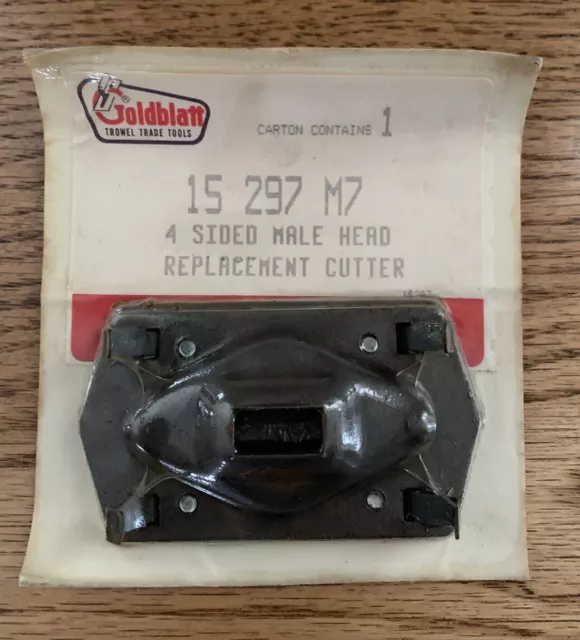 Goldblatt®
TROWEL TRADE TOOLS
CARTON CONTAINS 1
15 297 M7
4 SIDED MALE HEAD
REPLACEMENT CUTTER